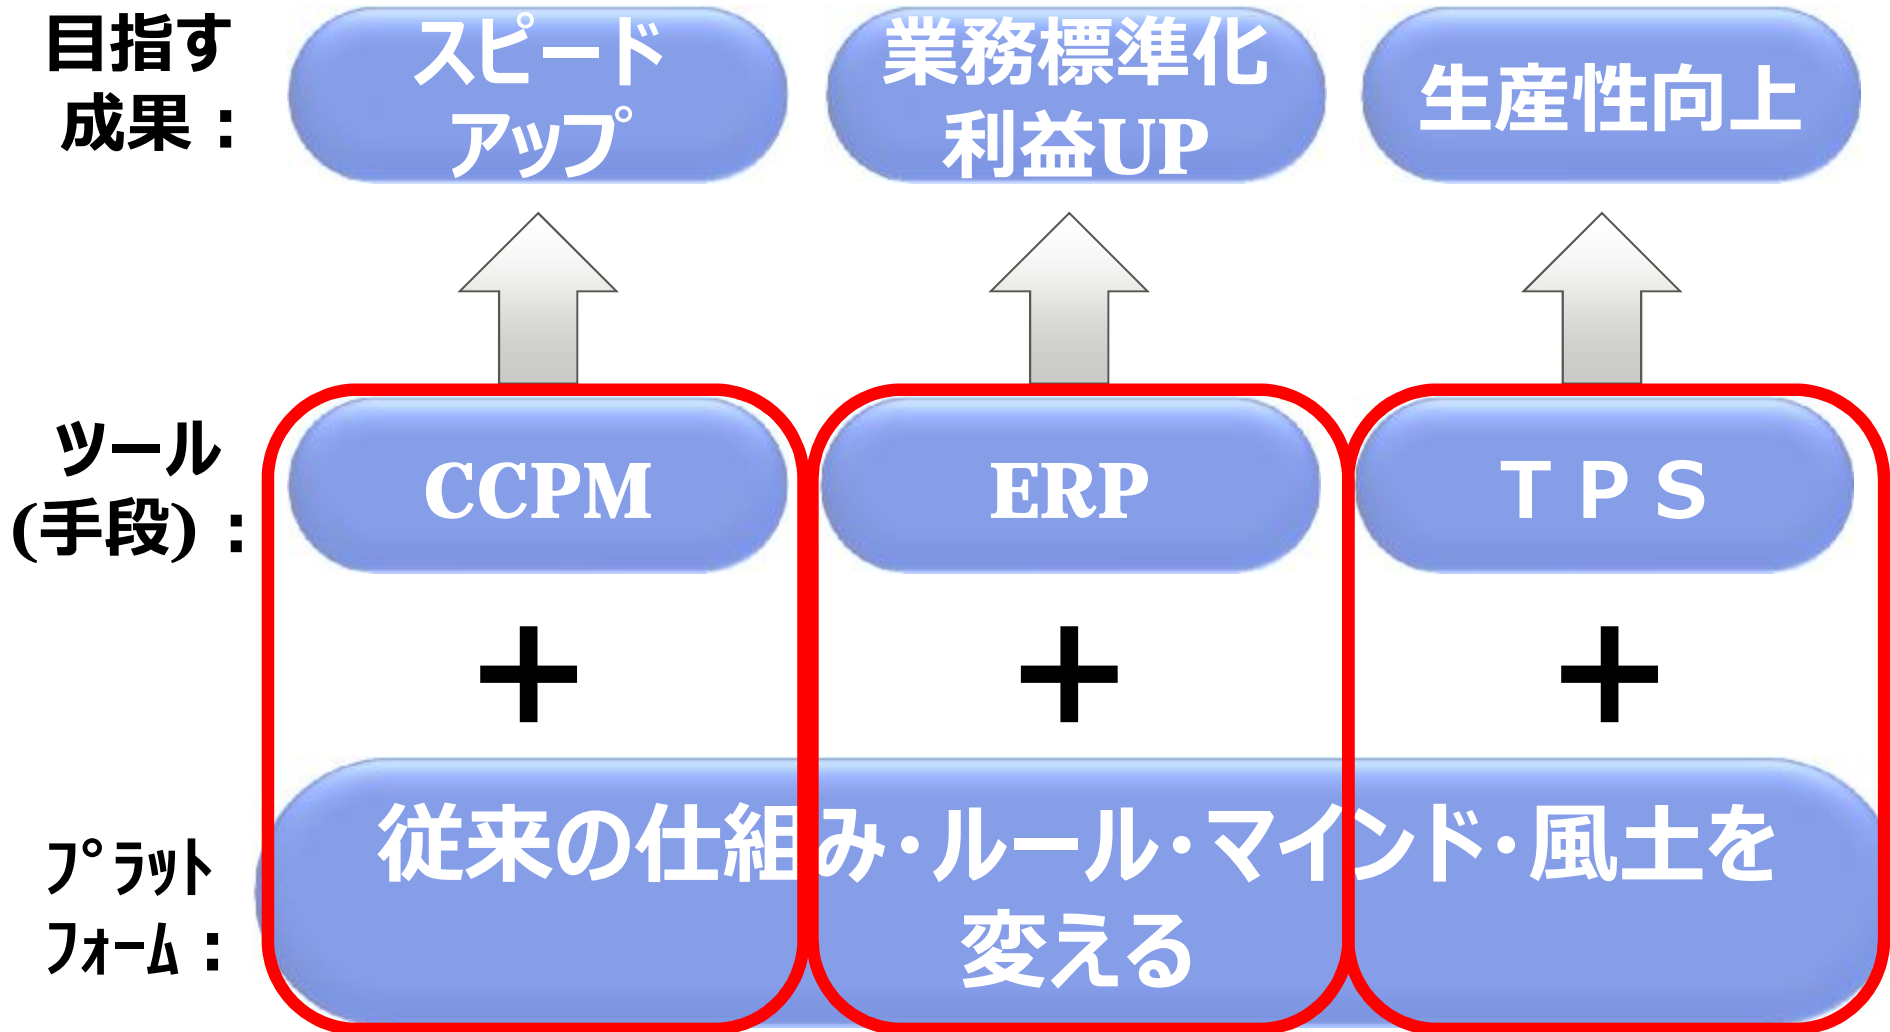 目指す
成果：
スピード
アップ
業務標準化
利益UP
生産性向上
ツール
(手段)：
CCPM
ERP
ＴＰＳ
＋
＋
＋
ﾌﾟﾗｯﾄ
ﾌｫｰﾑ：
従来の仕組み・ルール・マインド・風土を
変える